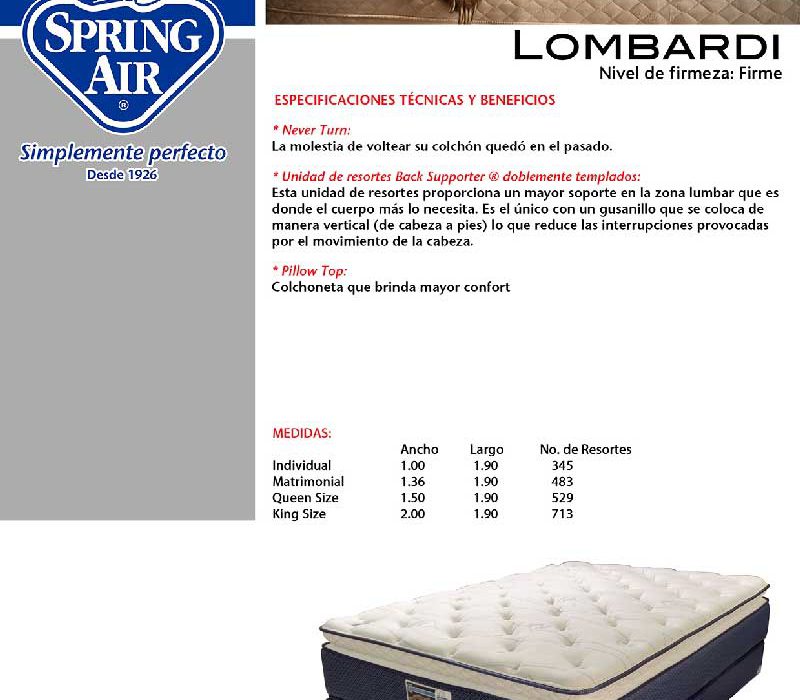 SPRING
AIR
®
Simplemente perfecto
Desde 1926
LOMBARDI
Nivel de firmeza: Firme
ESPECIFICACIONES TÉCNICAS Y BENEFICIOS
* Never Turn:
La molestia de voltear su colchón quedó en el pasado.
* Unidad de resortes Back Supporter ® doblemente templados:
Esta unidad de resortes proporciona un mayor soporte en la zona lumbar que es
donde el cuerpo más lo necesita. Es el único con un gusanillo que se coloca de
manera vertical (de cabeza a pies) lo que reduce las interrupciones provocadas
por el movimiento de la cabeza.
* Pillow Top:
Colchoneta que brinda mayor confort
MEDIDAS:
Ancho Largo No. de Resortes
Individual 1.00 1.90 345
Matrimonial 1.36 1.90 483
Queen Size 1.50 1.90 529
King Size 2.00 1.90 713